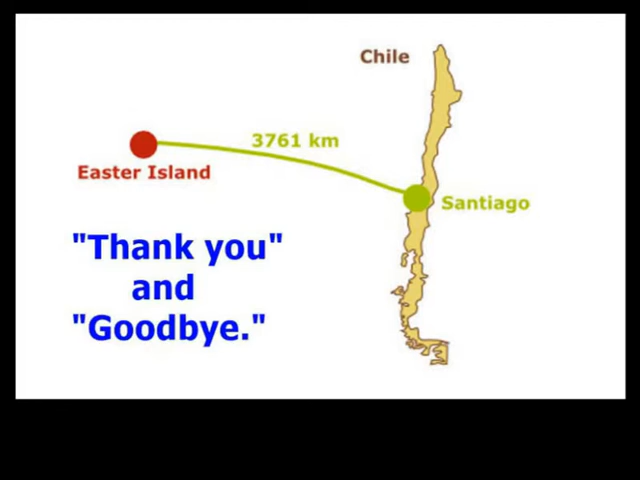 Chile
3761 km
Easter Island
Santiago
"Thank you"
and
"Goodbye."